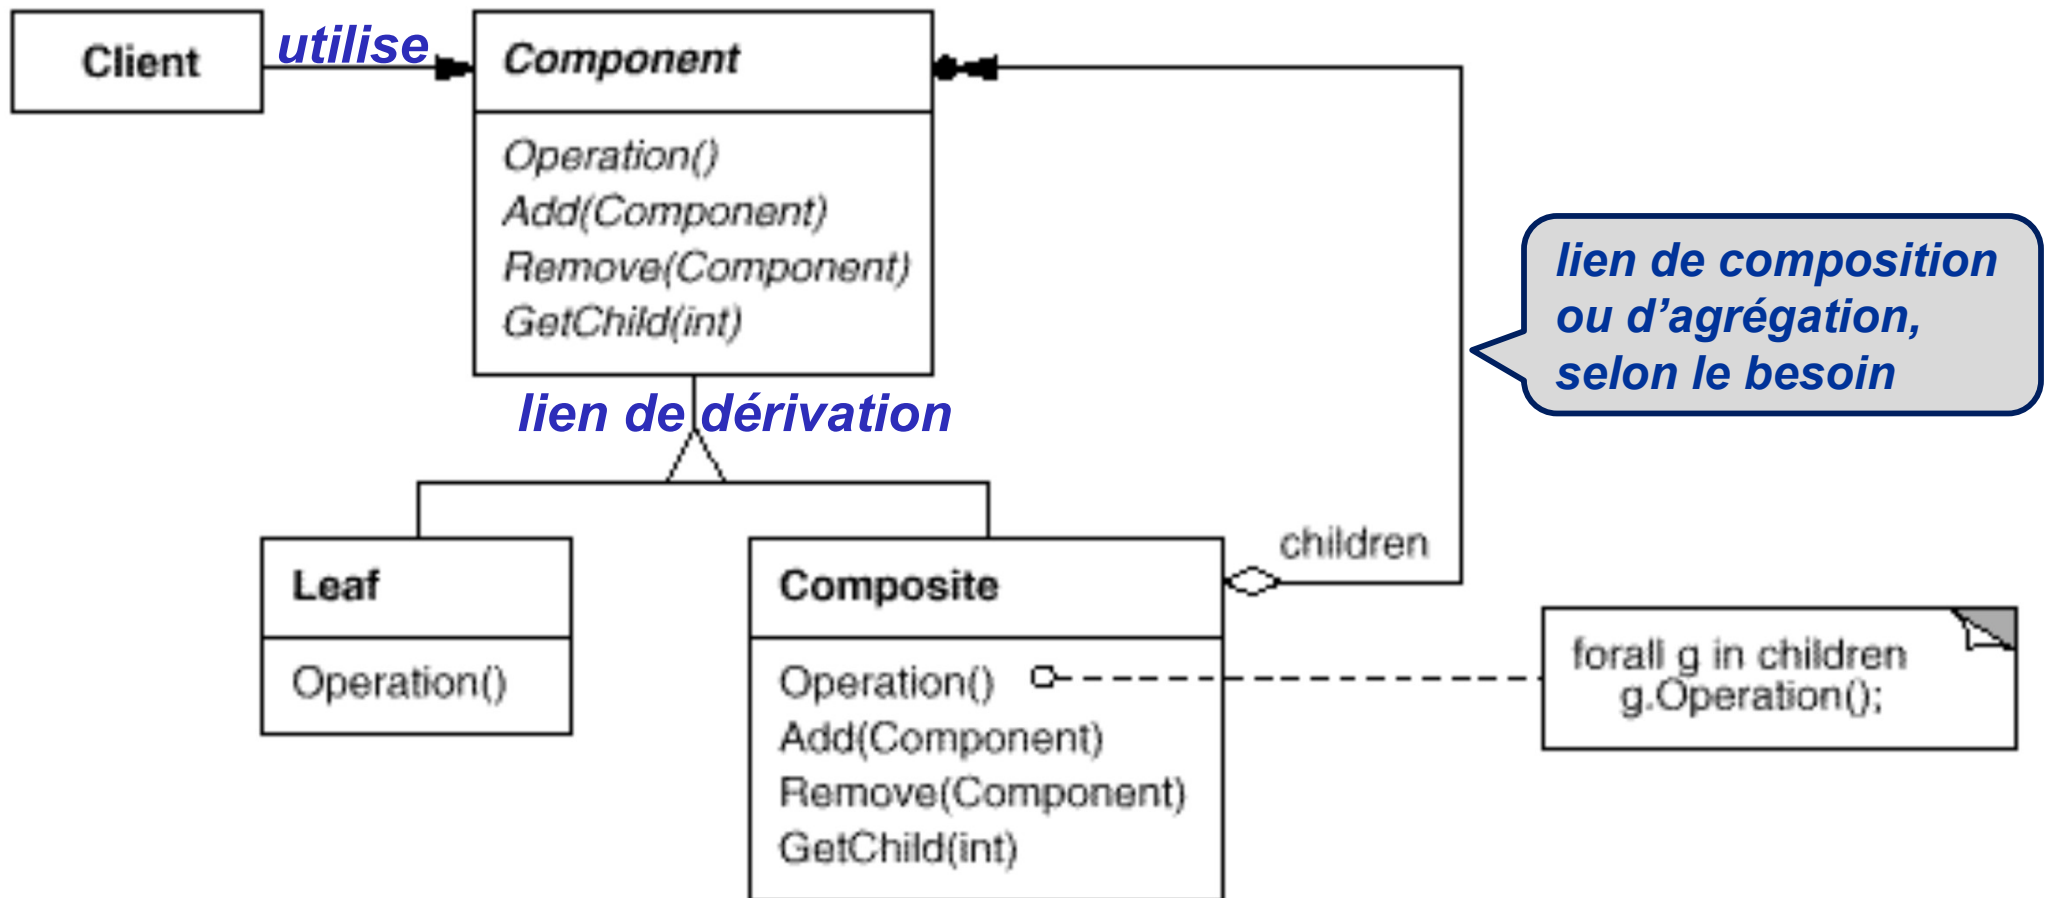 Client
utilise
Component
Operation()
Add(Component)
Remove(Component)
GetChild(int)
lien de composition
ou d’agrégation,
selon le besoin
lien de dérivation
Leaf
Operation()
Composite
Operation()
Add(Component)
Remove(Component)
GetChild(int)
children
forall g in children
g.Operation();